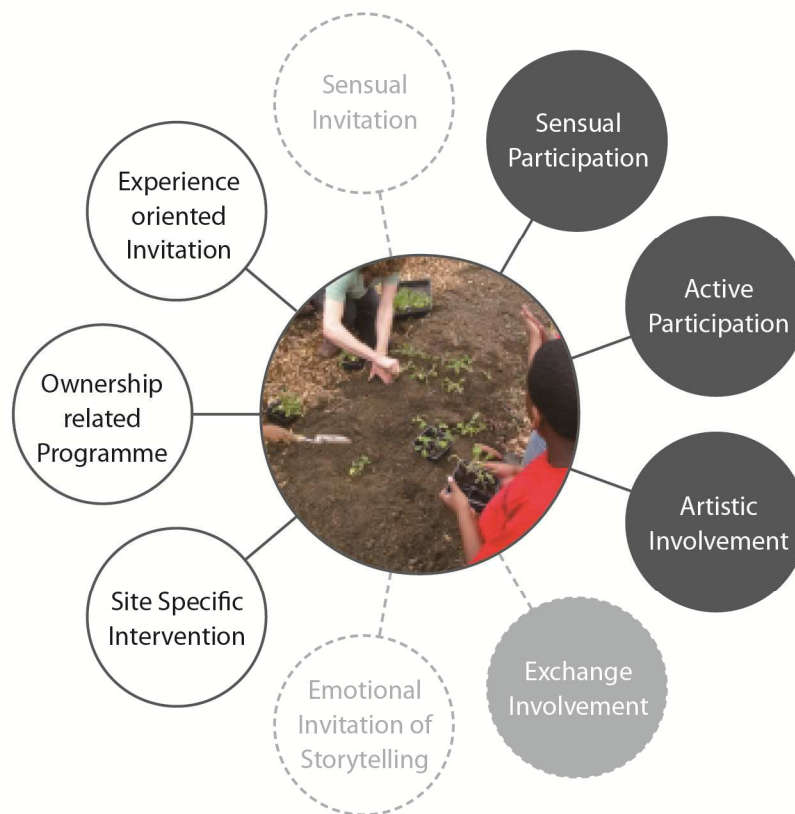 Sensual
Invitation
Sensual
Participation
Experience
oriented
Invitation
Active
Participation
Ownership
related
Programme
Artistic
Involvement
Site Specific
Intervention
Exchange
Involvement
Emotional
Invitation of
Storytelling